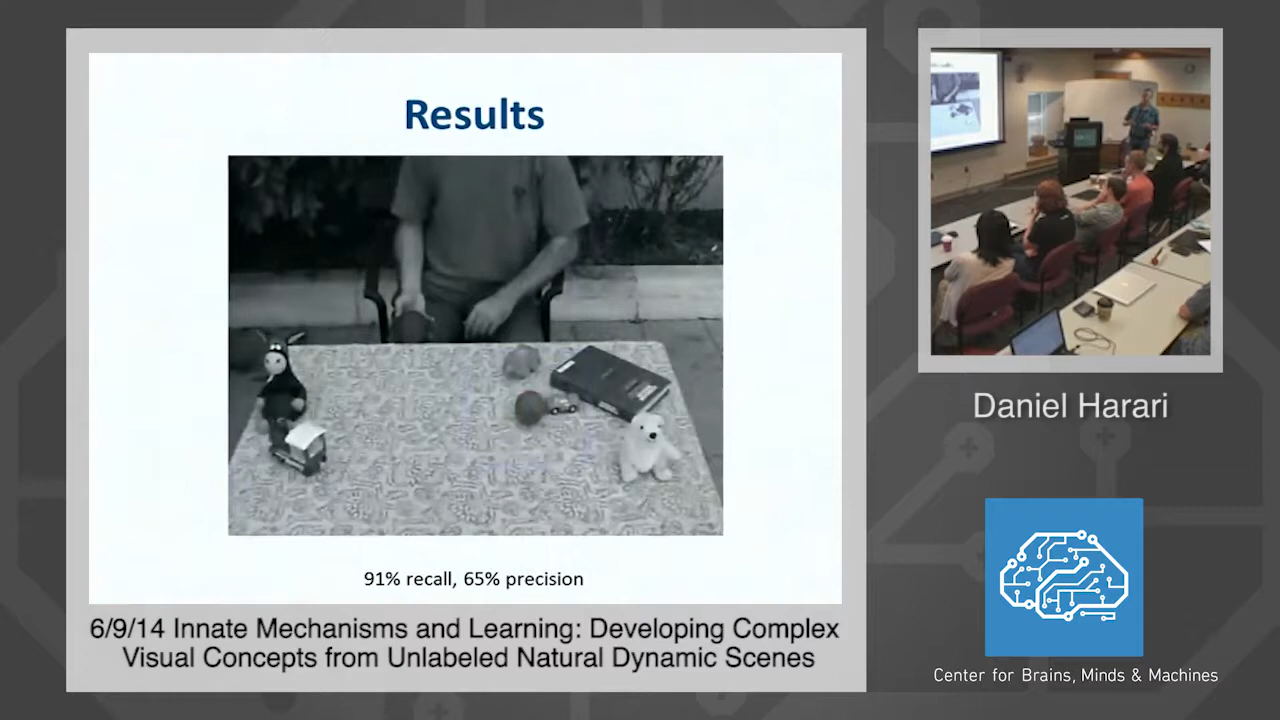 Results
91% recall, 65% precision
6/9/14 Innate Mechanisms and Learning: Developing Complex
Visual Concepts from Unlabeled Natural Dynamic Scenes
Daniel Harari
Center for Brains, Minds & Machines